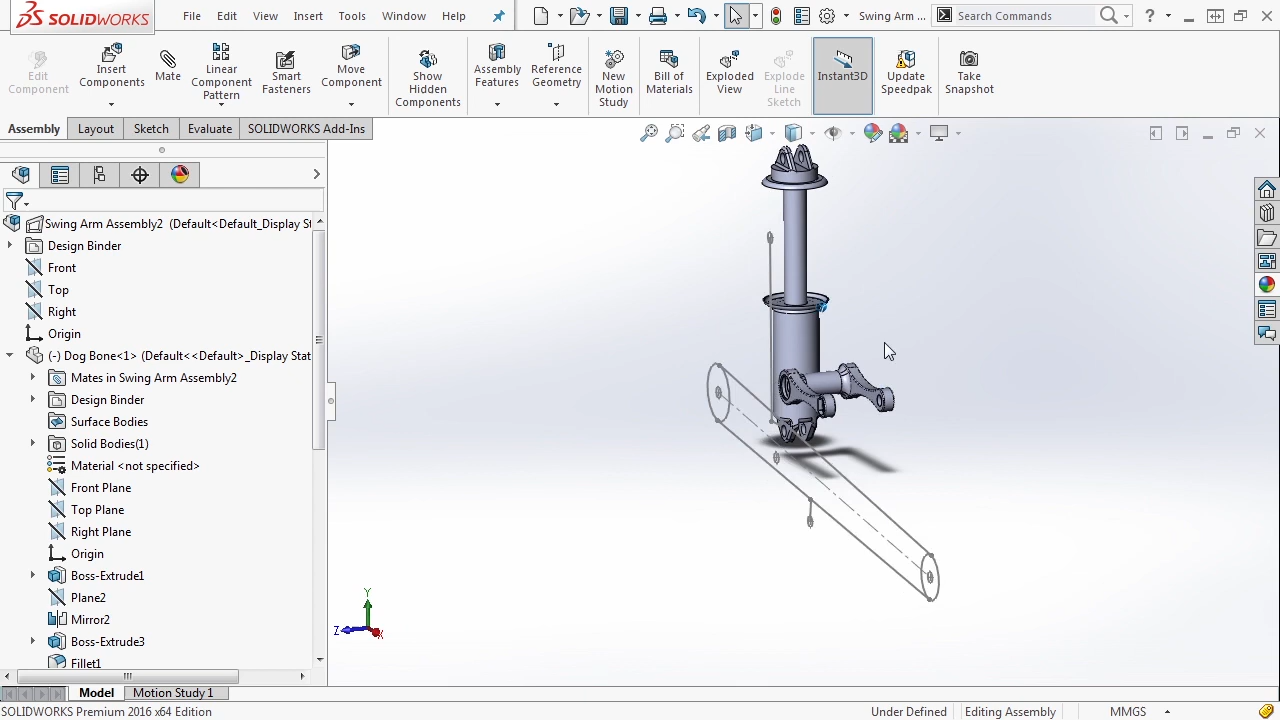 SOLIDWORKS File Edit View Insert Tools Window Help Swing Arm ... Search Commands ?
Edit Component
Insert Components
Mate
Linear Component Pattern
Smart Fasteners
Move Component
Show Hidden Components
Assembly Features
Reference Geometry
New Motion Study
Bill of Materials
Exploded View
Explode Line Sketch
Instant3D
Update Speedpak
Take Snapshot
Assembly Layout Sketch Evaluate SOLIDWORKS Add-Ins
Swing Arm Assembly2 (Default<Default_Display St
Design Binder
Front
Top
Right
Origin
(-) Dog Bone<1> (Default<<Default>_Display Stat
Mates in Swing Arm Assembly2
Design Binder
Surface Bodies
Solid Bodies(1)
Material <not specified>
Front Plane
Top Plane
Right Plane
Origin
Boss-Extrude1
Plane2
Mirror2
Boss-Extrude3
Fillet1
Y
Z
X
Model Motion Study 1
SOLIDWORKS Premium 2016 x64 Edition Under Defined Editing Assembly MMGS